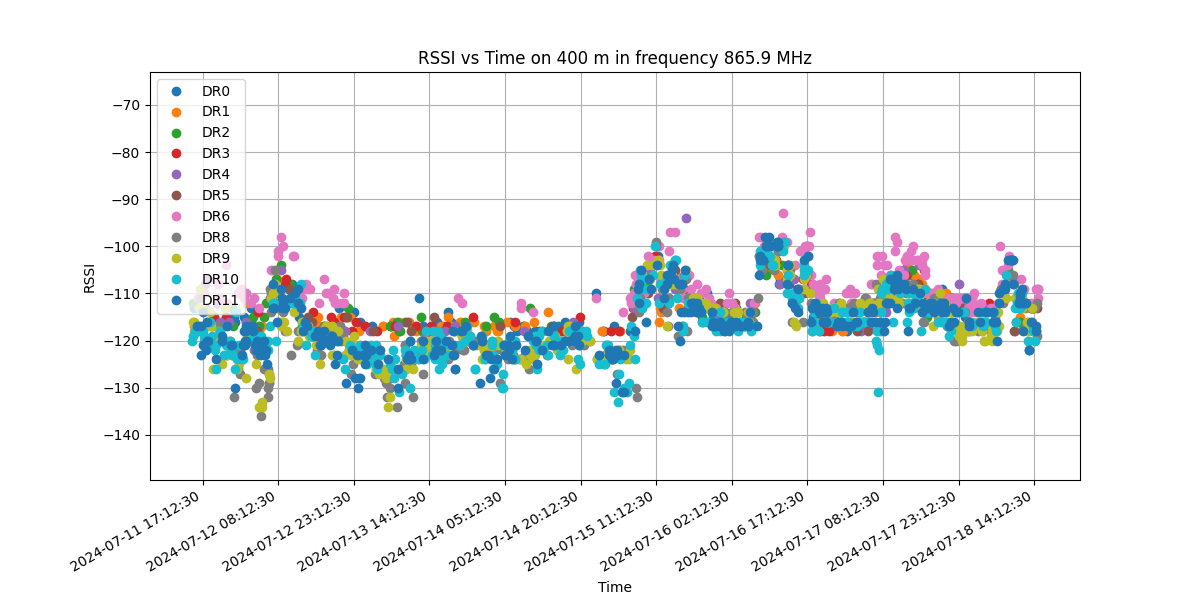 RSSI vs Time on 400 m in frequency 865.9 MHz
RSSI
−70
−80
−90
−100
−110
−120
−130
−140
DR0
DR1
DR2
DR3
DR4
DR5
DR6
DR8
DR9
DR10
DR11
2024-07-11 17:12:30
2024-07-12 08:12:30
2024-07-12 23:12:30
2024-07-13 14:12:30
2024-07-14 05:12:30
2024-07-14 20:12:30
2024-07-15 11:12:30
2024-07-16 02:12:30
2024-07-16 17:12:30
2024-07-17 08:12:30
2024-07-17 23:12:30
2024-07-18 14:12:30
Time